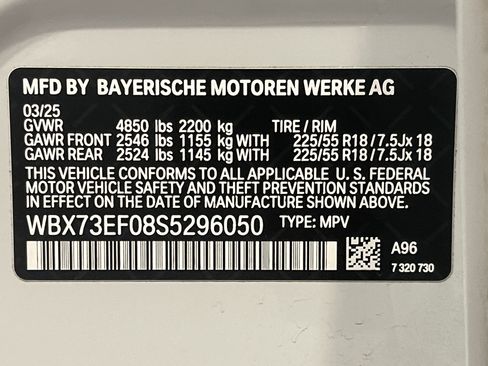 MFD BY BAYERISCHE MOTOREN WERKE AG
03/25
GVWR 4850 lbs 2200 kg TIRE / RIM
GAWR FRONT 2546 lbs 1155 kg WITH 225/55 R18 / 7.5Jx 18
GAWR REAR 2524 lbs 1145 kg WITH 225/55 R18 / 7.5Jx 18
THIS VEHICLE CONFORMS TO ALL APPLICABLE U. S. FEDERAL
MOTOR VEHICLE SAFETY, BUMPER, AND THEFT PREVENTION STANDARDS
IN EFFECT ON THE DATE OF MANUFACTURE SHOWN ABOVE.
WBX73EF08S5296050 TYPE: MPV
A96
7 320 730